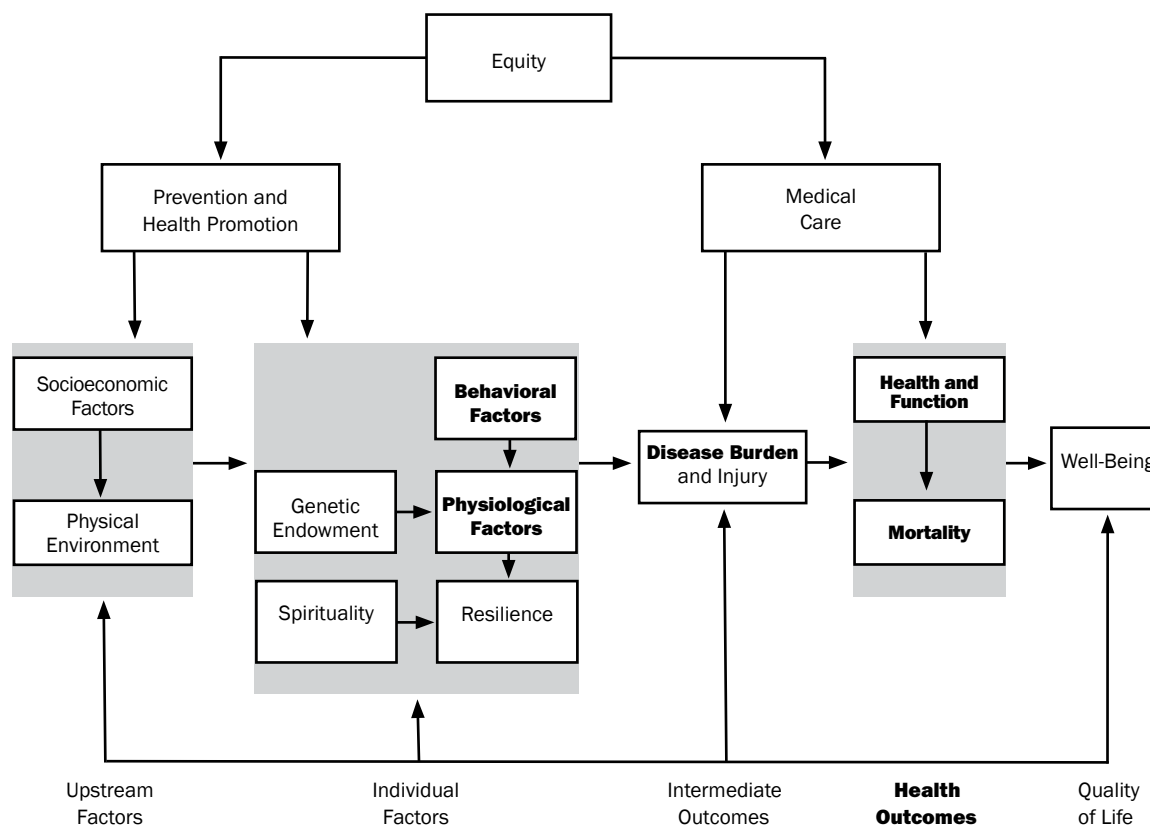 Equity
Prevention and
Health Promotion
Medical
Care
Socioeconomic
Factors
Physical
Environment
Behavioral
Factors
Genetic
Endowment
Physiological
Factors
Spirituality
Resilience
Disease Burden
and Injury
Health and
Function
Mortality
Well-Being
Upstream
Factors
Individual
Factors
Intermediate
Outcomes
Health
Outcomes
Quality
of Life